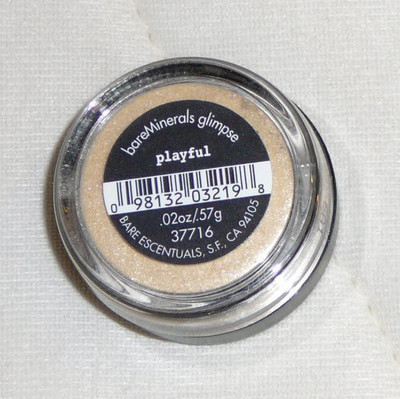 bareMinerals glimpse
playful
0 98132 03219 8
.02oz/.57g
37716
BARE ESCENTUALS, S.F., CA 94105